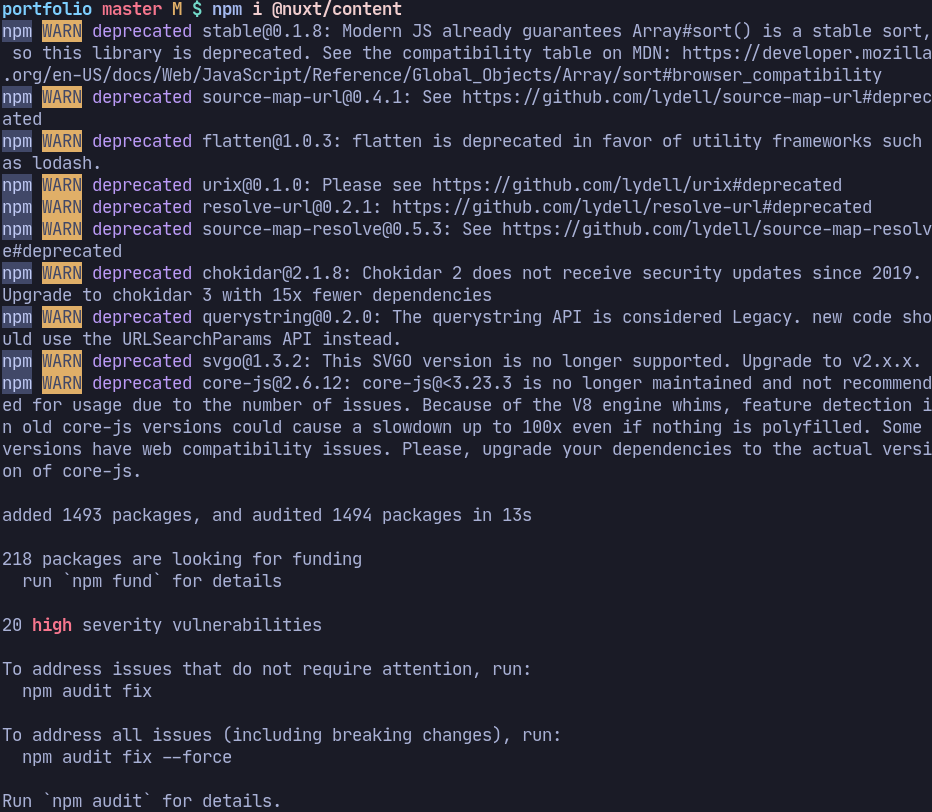 portfolio master M $ npm i @nuxt/content
npm WARN deprecated stable@0.1.8: Modern JS already guarantees Array#sort() is a stable sort,
 so this library is deprecated. See the compatibility table on MDN: https://developer.mozilla
.org/en-US/docs/Web/JavaScript/Reference/Global_Objects/Array/sort#browser_compatibility
npm WARN deprecated source-map-url@0.4.1: See https://github.com/lydell/source-map-url#deprec
ated
npm WARN deprecated flatten@1.0.3: flatten is deprecated in favor of utility frameworks such
as lodash.
npm WARN deprecated urix@0.1.0: Please see https://github.com/lydell/urix#deprecated
npm WARN deprecated resolve-url@0.2.1: https://github.com/lydell/resolve-url#deprecated
npm WARN deprecated source-map-resolve@0.5.3: See https://github.com/lydell/source-map-resolv
e#deprecated
npm WARN deprecated chokidar@2.1.8: Chokidar 2 does not receive security updates since 2019.
Upgrade to chokidar 3 with 15x fewer dependencies
npm WARN deprecated querystring@0.2.0: The querystring API is considered Legacy. new code sho
uld use the URLSearchParams API instead.
npm WARN deprecated svgo@1.3.2: This SVGO version is no longer supported. Upgrade to v2.x.x.
npm WARN deprecated core-js@2.6.12: core-js@<3.23.3 is no longer maintained and not recommend
ed for usage due to the number of issues. Because of the V8 engine whims, feature detection i
n old core-js versions could cause a slowdown up to 100x even if nothing is polyfilled. Some
versions have web compatibility issues. Please, upgrade your dependencies to the actual versi
on of core-js.

added 1493 packages, and audited 1494 packages in 13s

218 packages are looking for funding
  run `npm fund` for details

20 high severity vulnerabilities

To address issues that do not require attention, run:
  npm audit fix

To address all issues (including breaking changes), run:
  npm audit fix --force

Run `npm audit` for details.